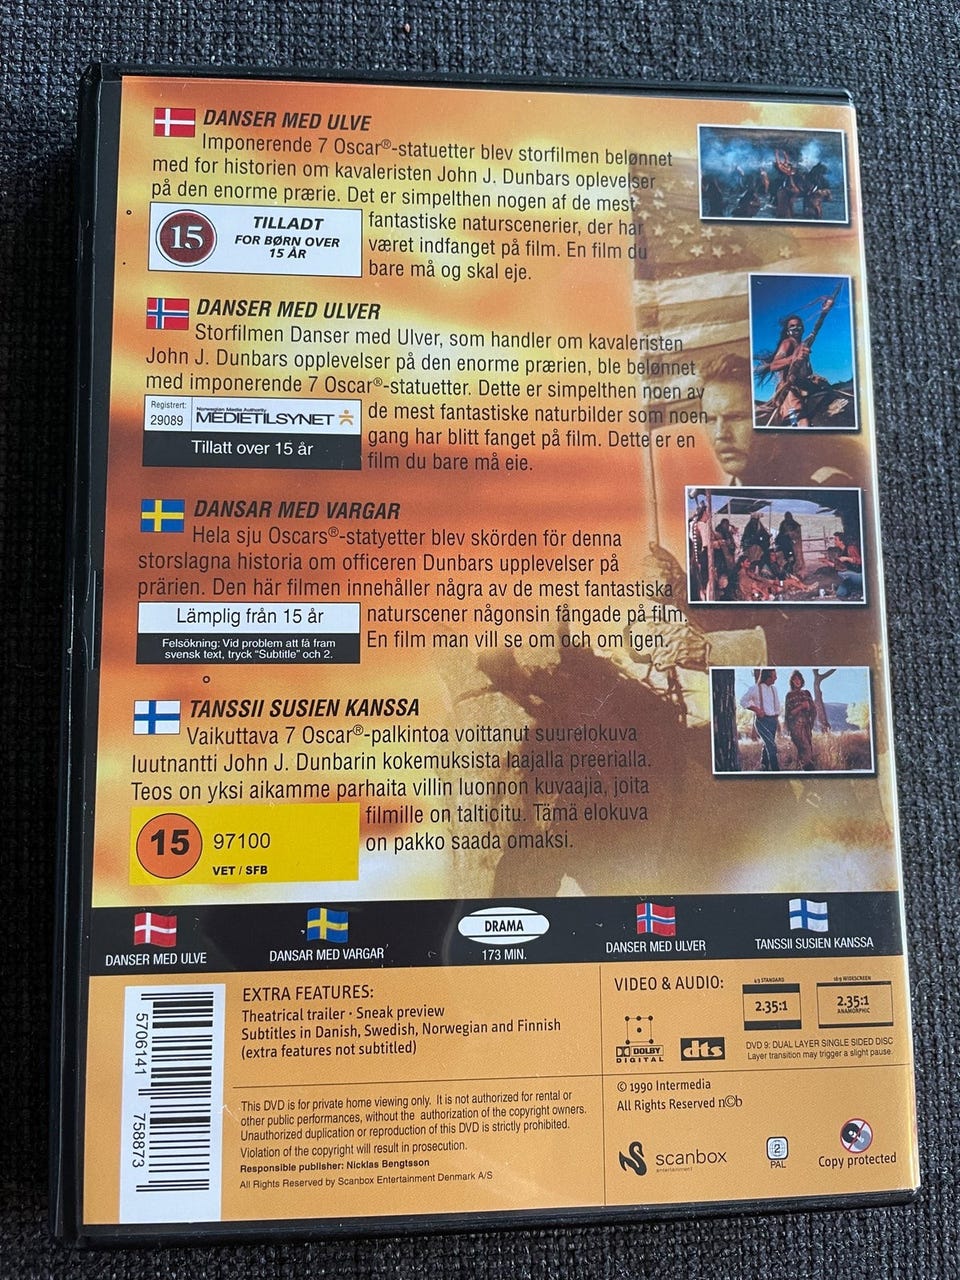 DANSER MED ULVE
Imponerende 7 Oscar®-statuetter blev storfilmen belønnet
med for historien om kavaleristen John J. Dunbars oplevelser
på den enorme prærie. Det er simpelthen nogen af de mest
fantastiske naturscenerier, der har
været indfanget på film. En film du
bare må og skal eje.
15
TILLADT
FOR BØRN OVER
15 ÅR
DANSER MED ULVER
Storfilmen Danser med Ulver, som handler om kavaleristen
John J. Dunbars opplevelser på den enorme prærien, ble belønnet
med imponerende 7 Oscar®-statuetter. Dette er simpelthen noen av
de mest fantastiske naturbilder som noen
gang har blitt fanget på film. Dette er en
film du bare må eie.
Registrert:
29089
Norwegian Media Authority
MEDIETILSYNET
Tillatt over 15 år
DANSAR MED VARGAR
Hela sju Oscars®-statyetter blev skörden för denna
storslagna historia om officeren Dunbars upplevelser på
prärien. Den här filmen innehåller några av de mest fantastiska
naturscener någonsin fångade på film.
En film man vill se om och om igen.
Lämplig från 15 år
Felsökning: Vid problem att få fram
svensk text, tryck "Subtitle" och 2.
TANSSII SUSIEN KANSSA
Vaikuttava 7 Oscar®-palkintoa voittanut suurelokuva
luutnantti John J. Dunbarin kokemuksista laajalla preerialla.
Teos on yksi aikamme parhaita villin luonnon kuvaajia, joita
filmille on taltioitu. Tämä elokuva
on pakko saada omaksi.
15
97100
VET / SFB
DANSER MED ULVE
DANSAR MED VARGAR
DRAMA
173 MIN.
DANSER MED ULVER
TANSSII SUSIEN KANSSA
5706141 758873
EXTRA FEATURES:
Theatrical trailer · Sneak preview
Subtitles in Danish, Swedish, Norwegian and Finnish
(extra features not subtitled)
This DVD is for private home viewing only. It is not authorized for rental or
other public performances, without the authorization of the copyright owners.
Unauthorized duplication or reproduction of this DVD is strictly prohibited.
Violation of the copyright will result in prosecution.
Responsible publisher: Nicklas Bengtsson
All Rights Reserved by Scanbox Entertainment Denmark A/S
VIDEO & AUDIO:
4:3 STANDARD
2.35:1
16:9 WIDESCREEN
2.35:1
ANAMORPHIC
DOLBY
DIGITAL
dts
DVD 9: DUAL LAYER SINGLE SIDED DISC
Layer transition may trigger a slight pause.
© 1990 Intermedia
All Rights Reserved n©b
scanbox
entertainment
2
PAL
Copy protected